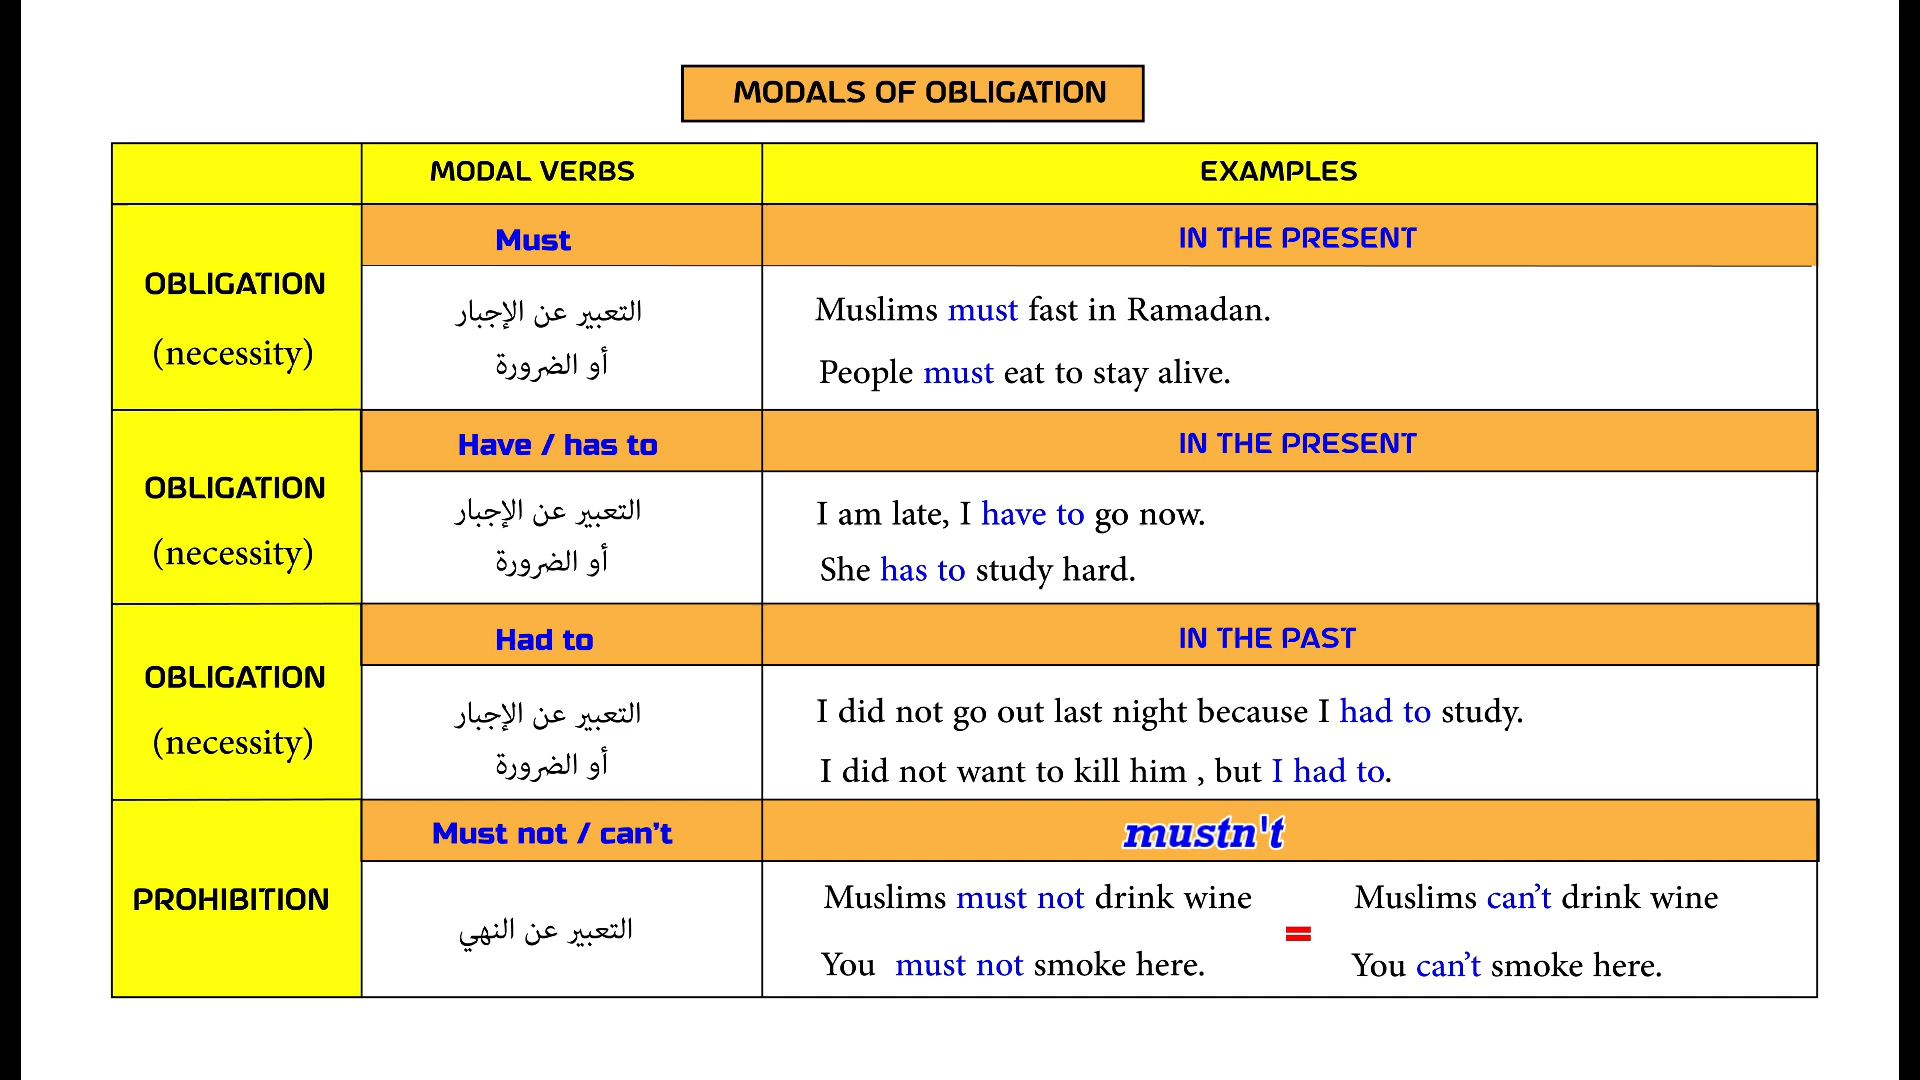 MODALS OF OBLIGATION
MODAL VERBS
EXAMPLES
OBLIGATION
(necessity)
Must
IN THE PRESENT
التعبير عن الإجبار
أو الضرورة
Muslims must fast in Ramadan.
People must eat to stay alive.
OBLIGATION
(necessity)
Have / has to
IN THE PRESENT
التعبير عن الإجبار
أو الضرورة
I am late, I have to go now.
She has to study hard.
OBLIGATION
(necessity)
Had to
IN THE PAST
التعبير عن الإجبار
أو الضرورة
I did not go out last night because I had to study.
I did not want to kill him , but I had to.
PROHIBITION
Must not / can’t
mustn't
التعبير عن النهي
Muslims must not drink wine
You must not smoke here.
=
Muslims can’t drink wine
You can’t smoke here.